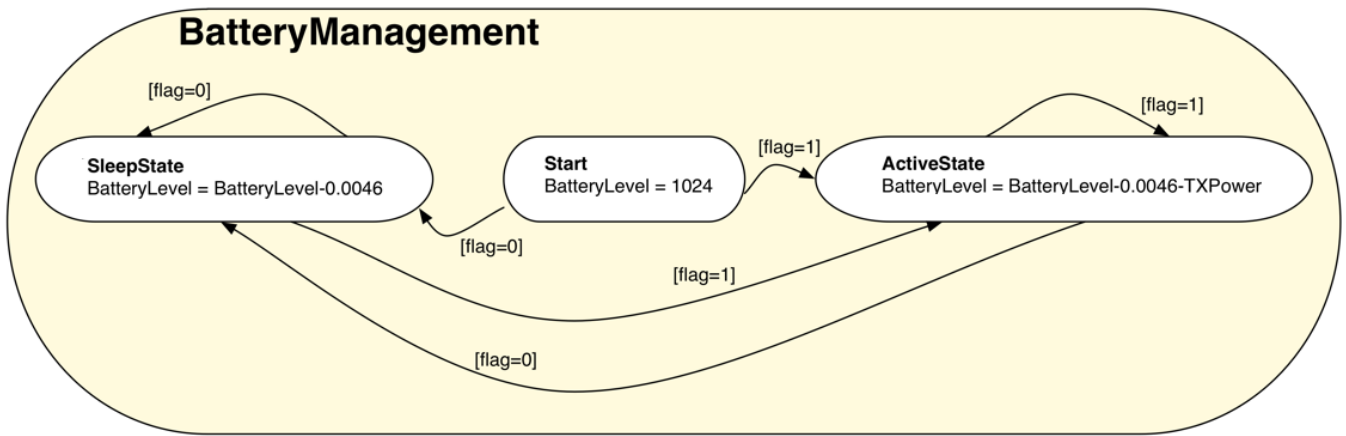 BatteryManagement
[flag=0]
[flag=1]
SleepState
BatteryLevel = BatteryLevel-0.0046
Start
BatteryLevel = 1024
[flag=1]
ActiveState
BatteryLevel = BatteryLevel-0.0046-TXPower
[flag=0]
[flag=1]
[flag=0]